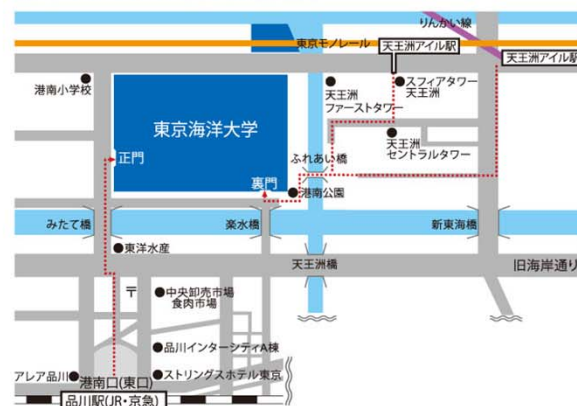 りんかい線
東京モノレール
天王洲アイル駅
天王洲アイル駅
港南小学校
天王洲
ファーストタワー
スフィアタワー
天王洲
東京海洋大学
天王洲
セントラルタワー
正門
ふれあい橋
裏門
港南公園
みたて橋
楽水橋
新東海橋
東洋水産
天王洲橋
旧海岸通り
〒
中央卸売市場
食肉市場
品川インターシティA棟
アレア品川
港南口(東口)
ストリングスホテル東京
品川駅(JR・京急)